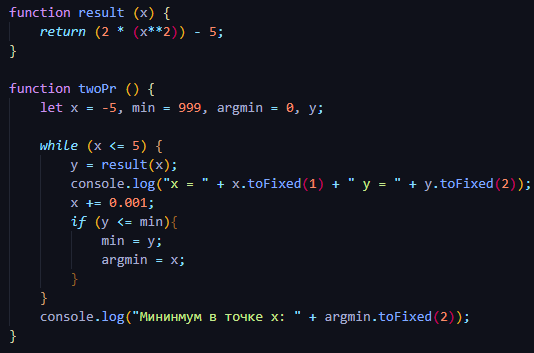 function result (x) {
    return (2 * (x**2)) - 5;
}

function twoPr () {
    let x = -5, min = 999, argmin = 0, y;

    while (x <= 5) {
        y = result(x);
        console.log("x = " + x.toFixed(1) + " y = " + y.toFixed(2));
        x += 0.001;
        if (y <= min){
            min = y;
            argmin = x;
        }
    }
    console.log("Мининмум в точке x: " + argmin.toFixed(2));
}